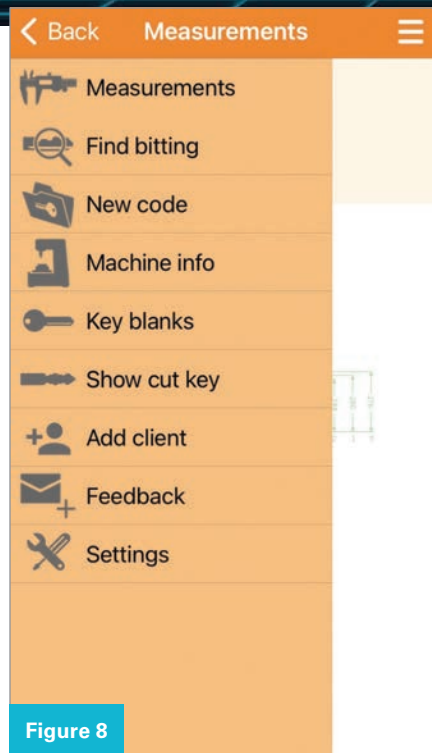 Back Measurements
Measurements
Find bitting
New code
Machine info
Key blanks
Show cut key
Add client
Feedback
Settings
Figure 8